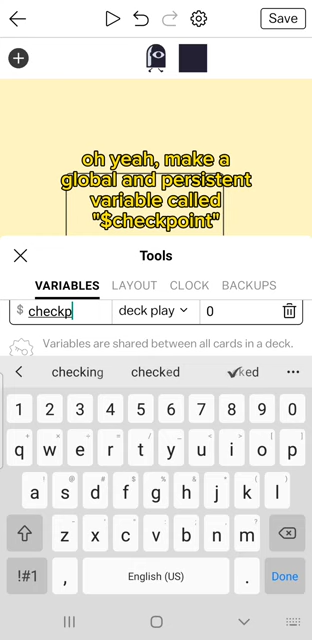 Save
oh yeah, make a
global and persistent
variable called
"$checkpoint"
Tools
VARIABLES LAYOUT CLOCK BACKUPS
$ checkp deck play 0
Variables are shared between all cards in a deck.
checking checked ked
1 2 3 4 5 6 7 8 9 0
q w e r t y u i o p
a s d f g h j k l
z x c v b n m
!#1 , English (US) . Done